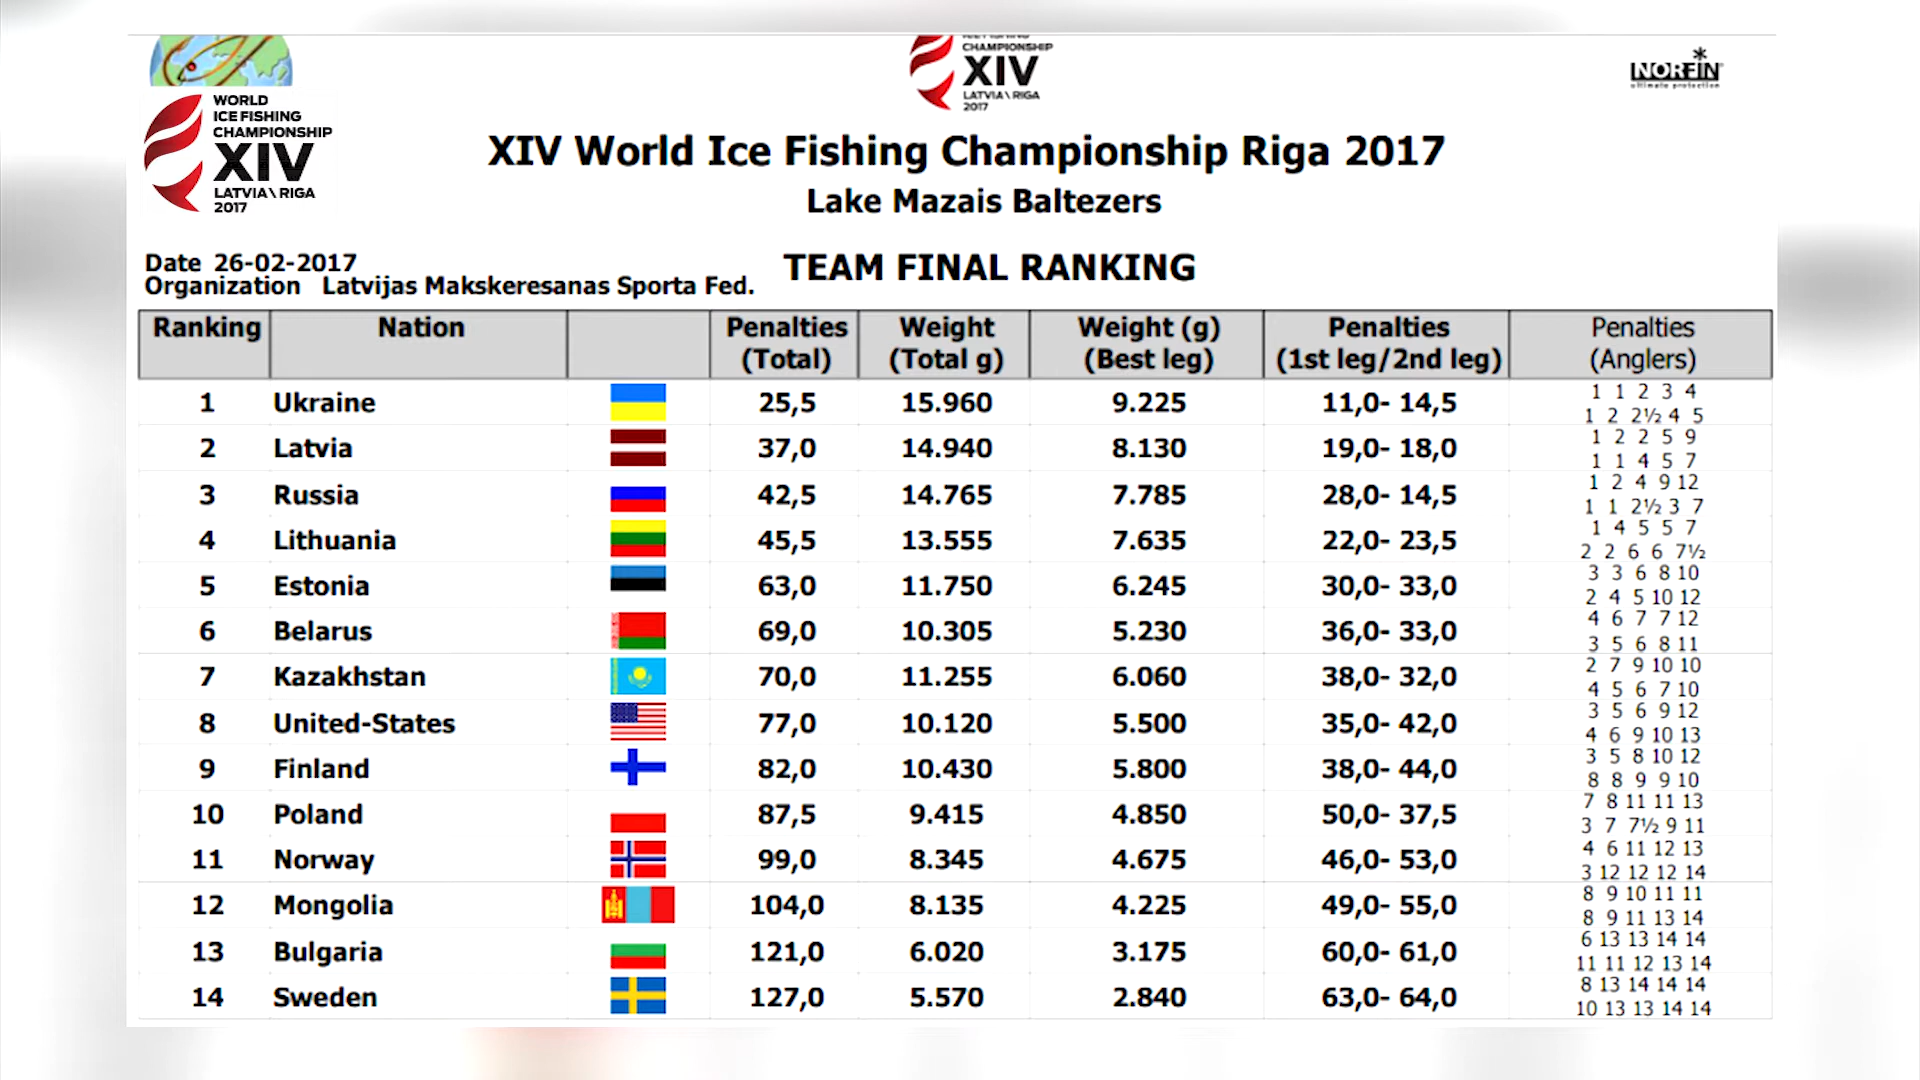 WORLD
ICE FISHING
CHAMPIONSHIP
XIV
LATVIA\RIGA
2017
CHAMPIONSHIP
XIV
LATVIA\RIGA
2017
NORFIN
ultimate protection
XIV World Ice Fishing Championship Riga 2017
Lake Mazais Baltezers
Date 26-02-2017
Organization Latvijas Makskeresanas Sporta Fed.
TEAM FINAL RANKING
Ranking Nation Penalties (Total) Weight (Total g) Weight (g) (Best leg) Penalties (1st leg/2nd leg) Penalties (Anglers)
1 Ukraine 25,5 15.960 9.225 11,0- 14,5 1 1 2 3 4
1 2 2½ 4 5
2 Latvia 37,0 14.940 8.130 19,0- 18,0 1 2 2 5 9
1 1 4 5 7
3 Russia 42,5 14.765 7.785 28,0- 14,5 1 2 4 9 12
1 1 2½ 3 7
4 Lithuania 45,5 13.555 7.635 22,0- 23,5 1 4 5 5 7
2 2 6 6 7½
5 Estonia 63,0 11.750 6.245 30,0- 33,0 3 3 6 8 10
2 4 5 10 12
6 Belarus 69,0 10.305 5.230 36,0- 33,0 4 6 7 7 12
3 5 6 8 11
7 Kazakhstan 70,0 11.255 6.060 38,0- 32,0 2 7 9 10 10
4 5 6 7 10
8 United-States 77,0 10.120 5.500 35,0- 42,0 3 5 6 9 12
4 6 9 10 13
9 Finland 82,0 10.430 5.800 38,0- 44,0 3 5 8 10 12
8 8 9 9 10
10 Poland 87,5 9.415 4.850 50,0- 37,5 7 8 11 11 13
3 7 7½ 9 11
11 Norway 99,0 8.345 4.675 46,0- 53,0 4 6 11 12 13
3 12 12 12 14
12 Mongolia 104,0 8.135 4.225 49,0- 55,0 8 9 10 11 11
8 9 11 13 14
13 Bulgaria 121,0 6.020 3.175 60,0- 61,0 6 13 13 14 14
11 11 12 13 14
14 Sweden 127,0 5.570 2.840 63,0- 64,0 8 13 14 14 14
10 13 13 14 14